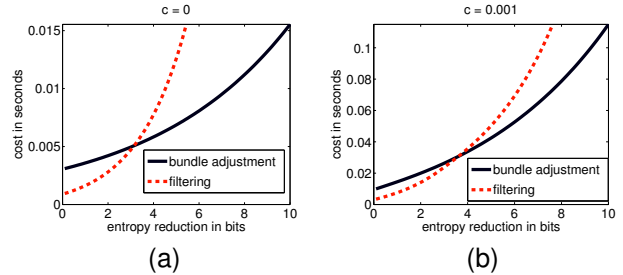 c = 0
0.015
0.01
0.005
0
cost in seconds
bundle adjustment
filtering
0 2 4 6 8 10
entropy reduction in bits
(a)
c = 0.001
0.1
0.08
0.06
0.04
0.02
0
cost in seconds
bundle adjustment
filtering
0 2 4 6 8 10
entropy reduction in bits
(b)